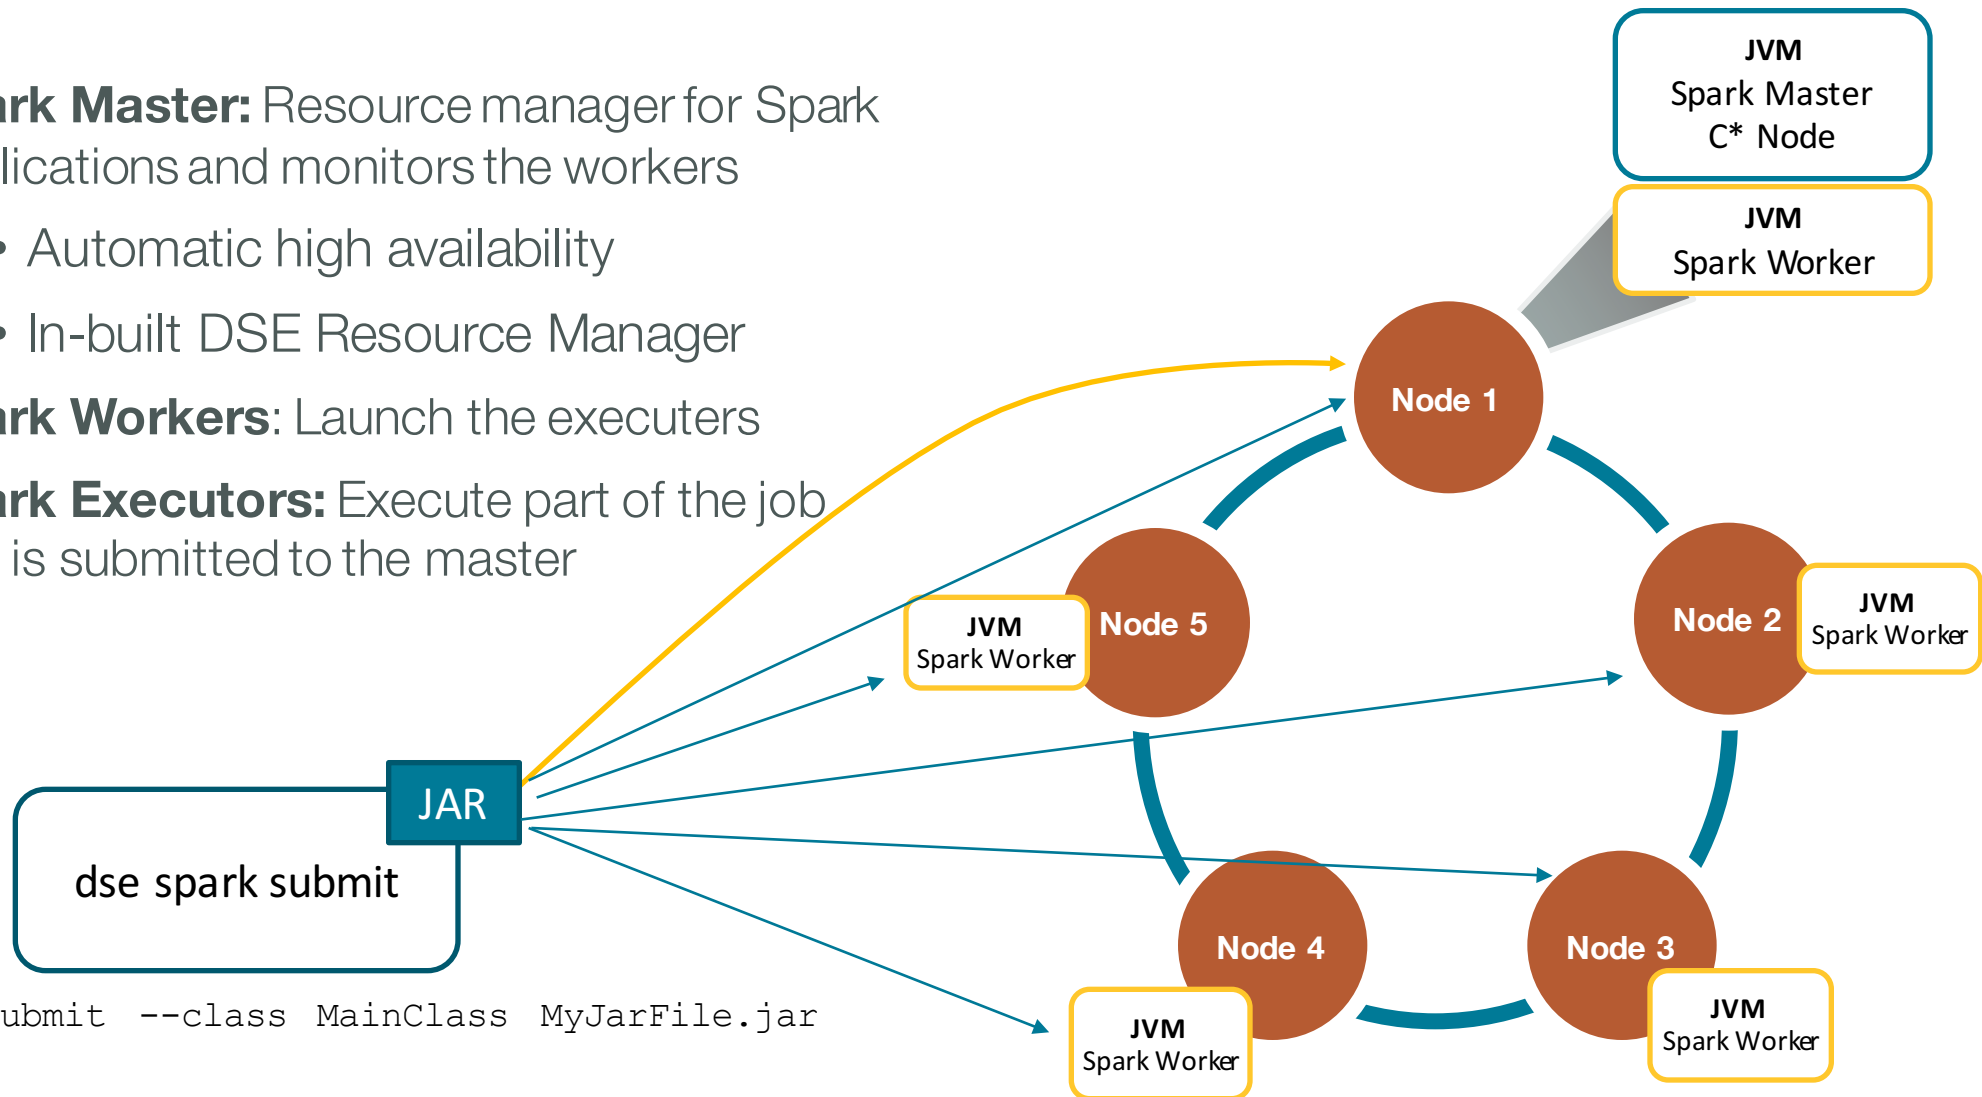 ark Master: Resource manager for Spark
lications and monitors the workers
• Automatic high availability
• In-built DSE Resource Manager
ark Workers: Launch the executers
ark Executors: Execute part of the job
is submitted to the master
JVM
Spark Master
C* Node
JVM
Spark Worker
Node 1
Node 5
JVM
Spark Worker
Node 2
JVM
Spark Worker
JAR
dse spark submit
Node 4
JVM
Spark Worker
Node 3
JVM
Spark Worker
ubmit --class MainClass MyJarFile.jar